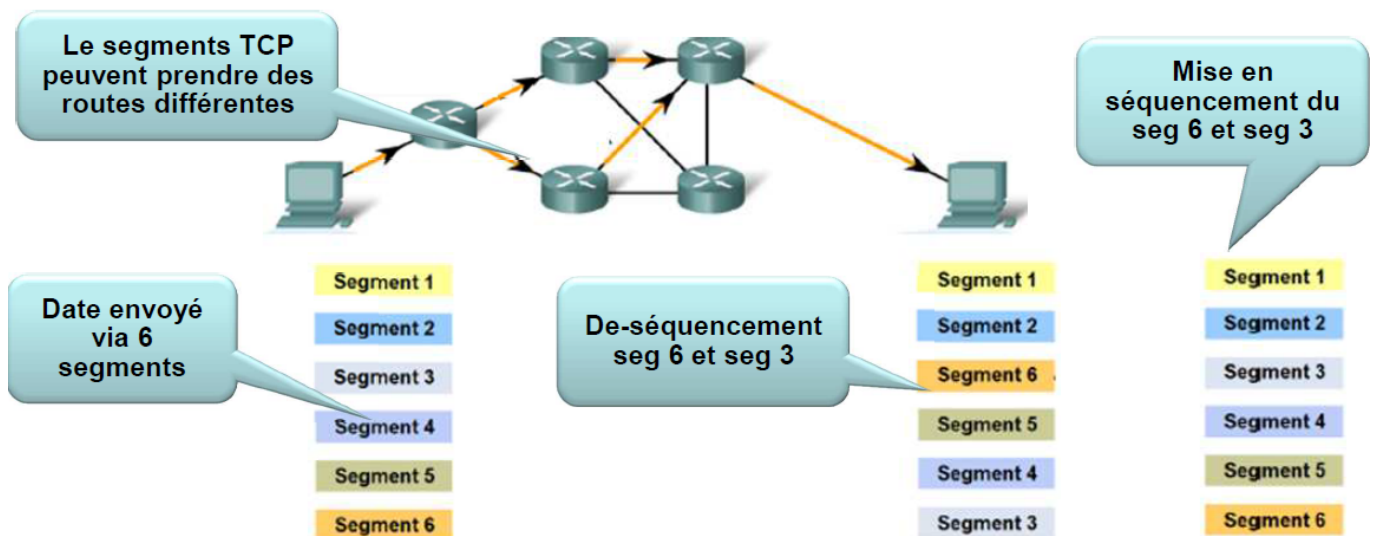 Le segments TCP
peuvent prendre des
routes différentes
Mise en
séquencement du
seg 6 et seg 3
Date envoyé
via 6
segments
Segment 1
Segment 2
Segment 3
Segment 4
Segment 5
Segment 6
De-séquencement
seg 6 et seg 3
Segment 1
Segment 2
Segment 6
Segment 5
Segment 4
Segment 3
Segment 1
Segment 2
Segment 3
Segment 4
Segment 5
Segment 6